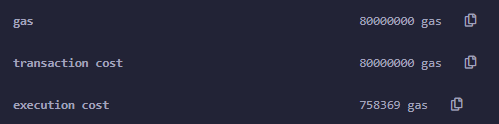 gas 80000000 gas
transaction cost 80000000 gas
execution cost 758369 gas